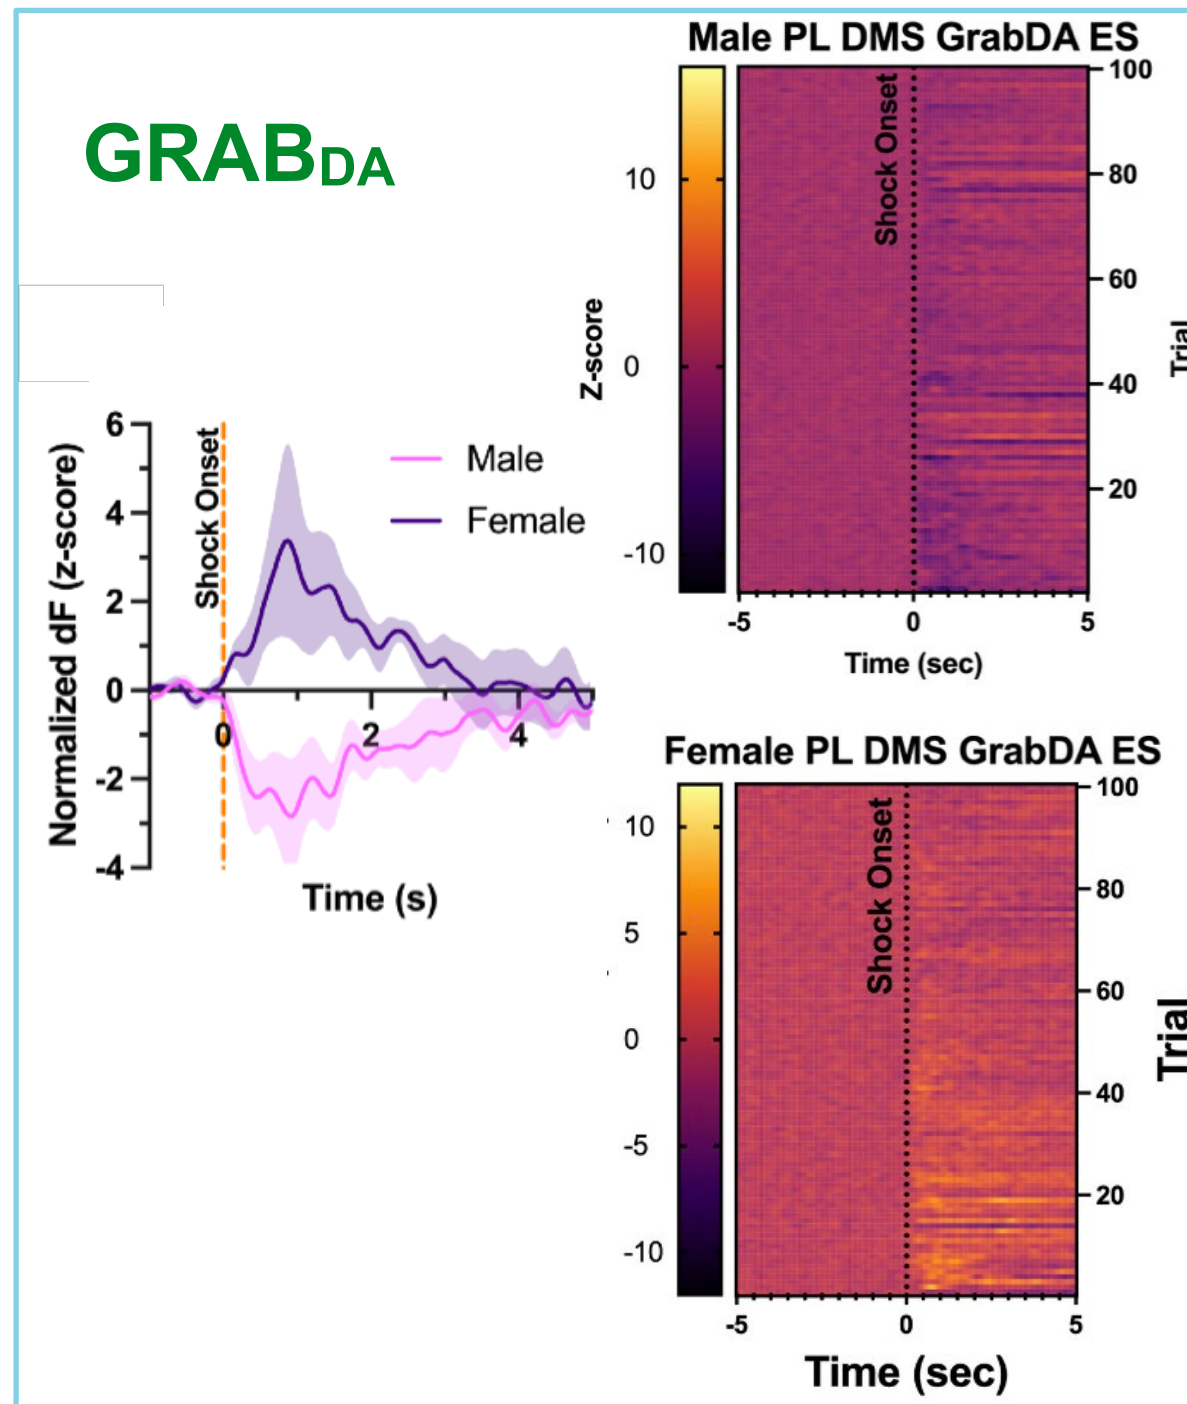 GRABDA
Normalized dF (z-score)
6
4
2
0
-2
-4
Shock Onset
Male
Female
0
2
4
Time (s)
Male PL DMS GrabDA ES
Z-score
10
0
-10
Shock Onset
100
80
60
40
20
Trial
-5
0
5
Time (sec)
Female PL DMS GrabDA ES
10
5
0
-5
-10
Shock Onset
100
80
60
40
20
Trial
-5
0
5
Time (sec)